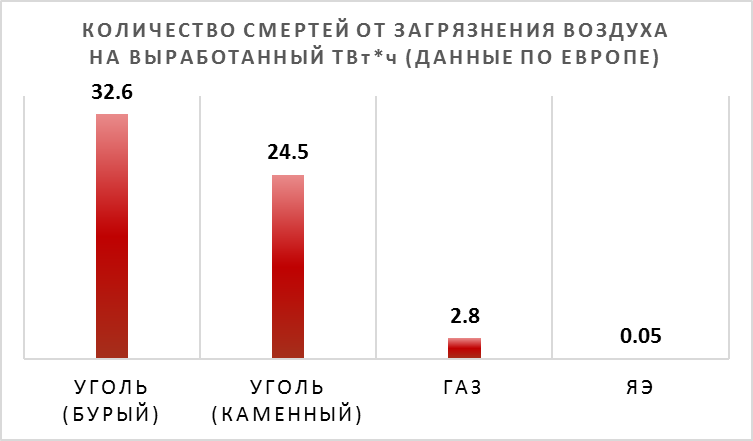 КОЛИЧЕСТВО СМЕРТЕЙ ОТ ЗАГРЯЗНЕНИЯ ВОЗДУХА
НА ВЫРАБОТАННЫЙ ТВт*ч (ДАННЫЕ ПО ЕВРОПЕ)
32.6
24.5
2.8
0.05
УГОЛЬ
(БУРЫЙ)
УГОЛЬ
(КАМЕННЫЙ)
ГАЗ
ЯЭ